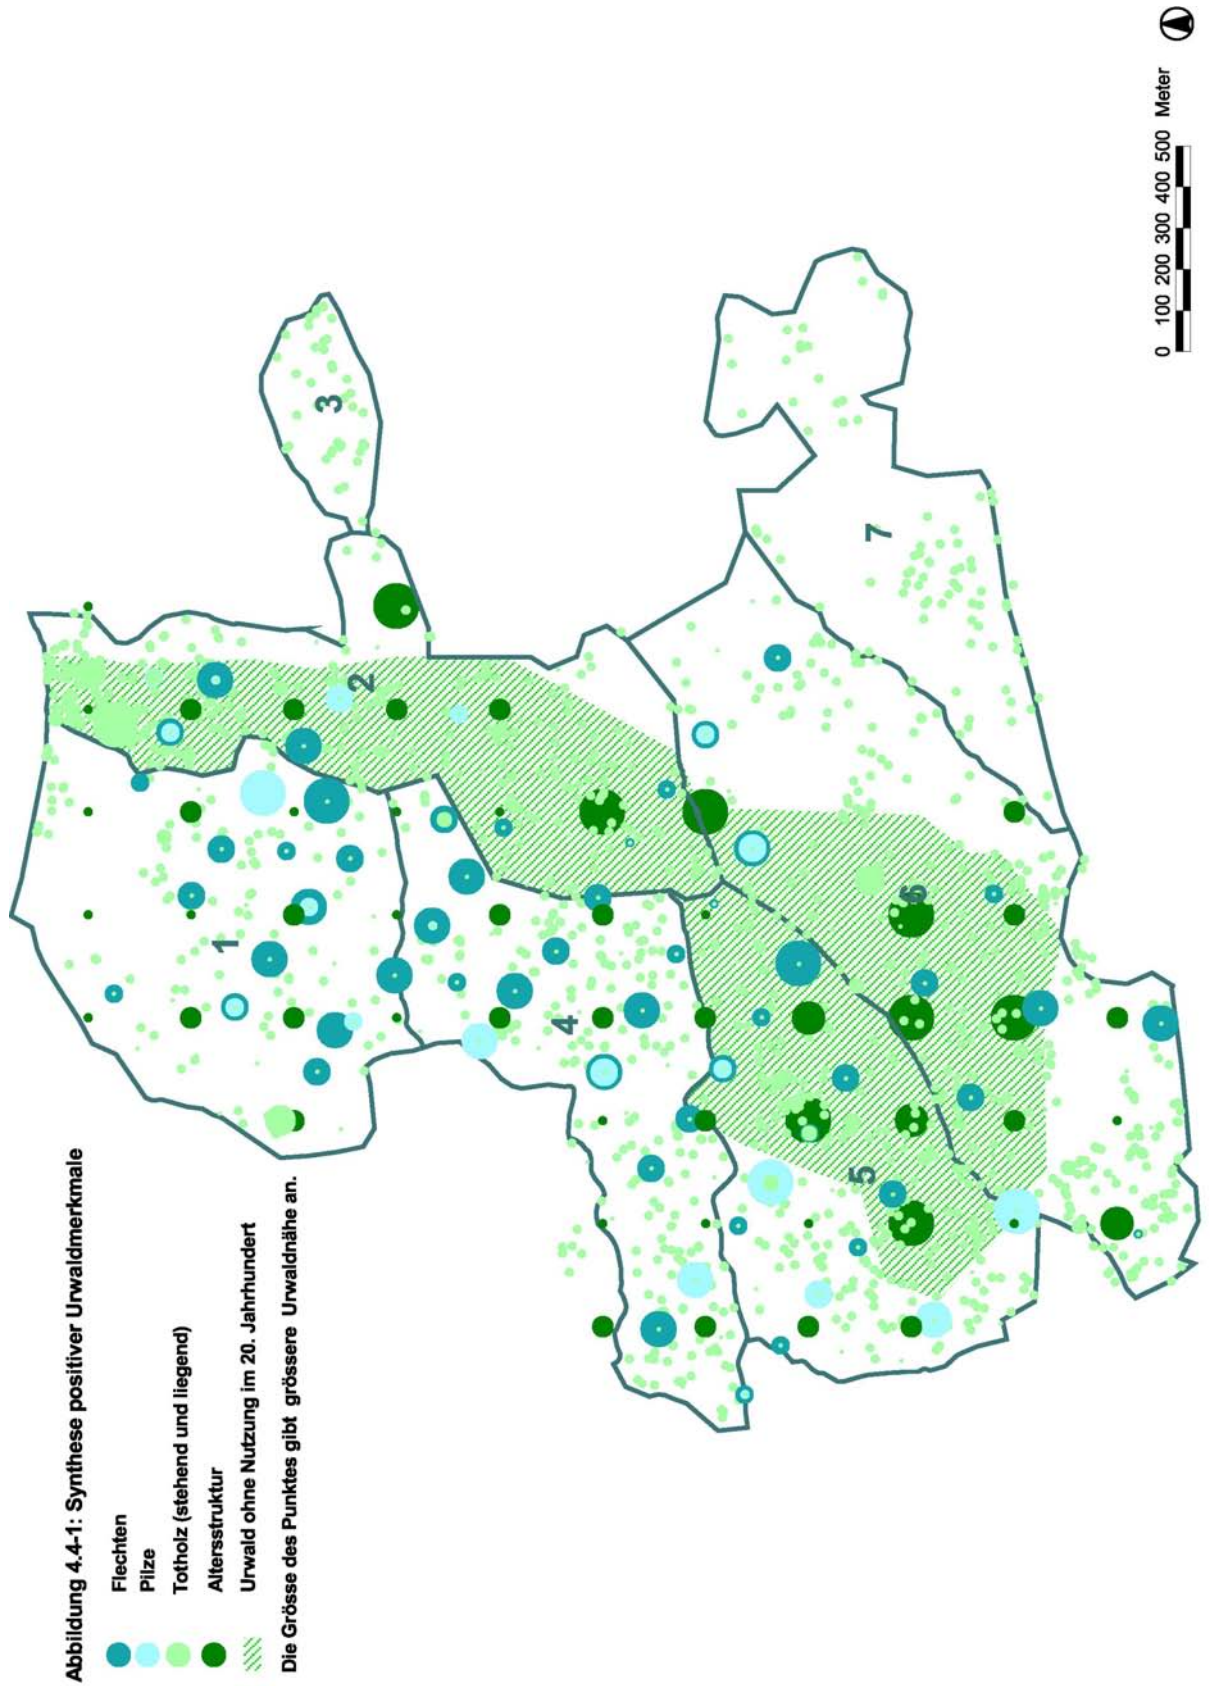 Abbildung 4.4-1: Synthese positiver Urwaldmerkmale
Flechten
Pilze
Totholz (stehend und liegend)
Altersstruktur
Urwald ohne Nutzung im 20. Jahrhundert
Die Grösse des Punktes gibt grössere Urwaldnähe an.
1
2
3
4
5
6
7
0 100 200 300 400 500 Meter